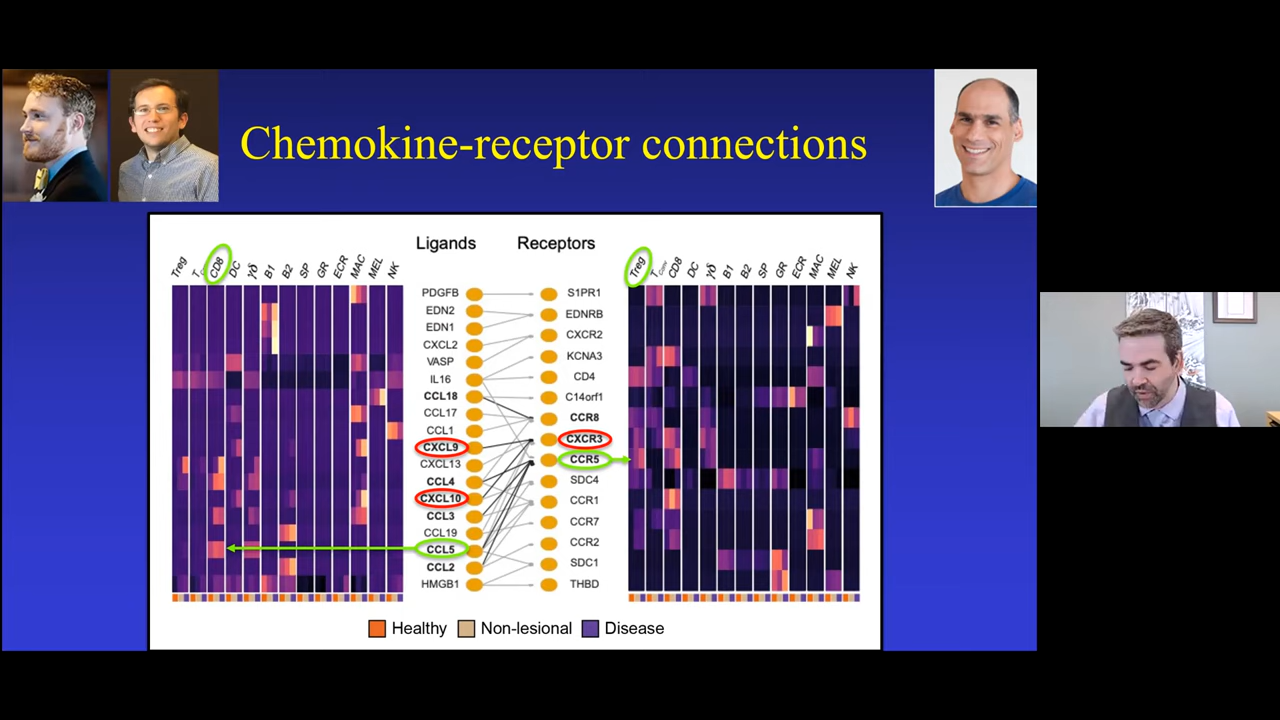 Chemokine-receptor connections
Ligands Receptors
Treg TConv CD8 DC γδ B1 B2 SP GR ECR MAC MEL NK
PDGFB
EDN2
EDN1
CXCL2
VASP
IL16
CCL18
CCL17
CCL1
CXCL9
CXCL13
CCL4
CXCL10
CCL3
CCL19
CCL5
CCL2
HMGB1
S1PR1
EDNRB
CXCR2
KCNA3
CD4
C14orf1
CCR8
CXCR3
CCR5
SDC4
CCR1
CCR7
CCR2
SDC1
THBD
Treg TConv CD8 DC γδ B1 B2 SP GR ECR MAC MEL NK
Healthy Non-lesional Disease